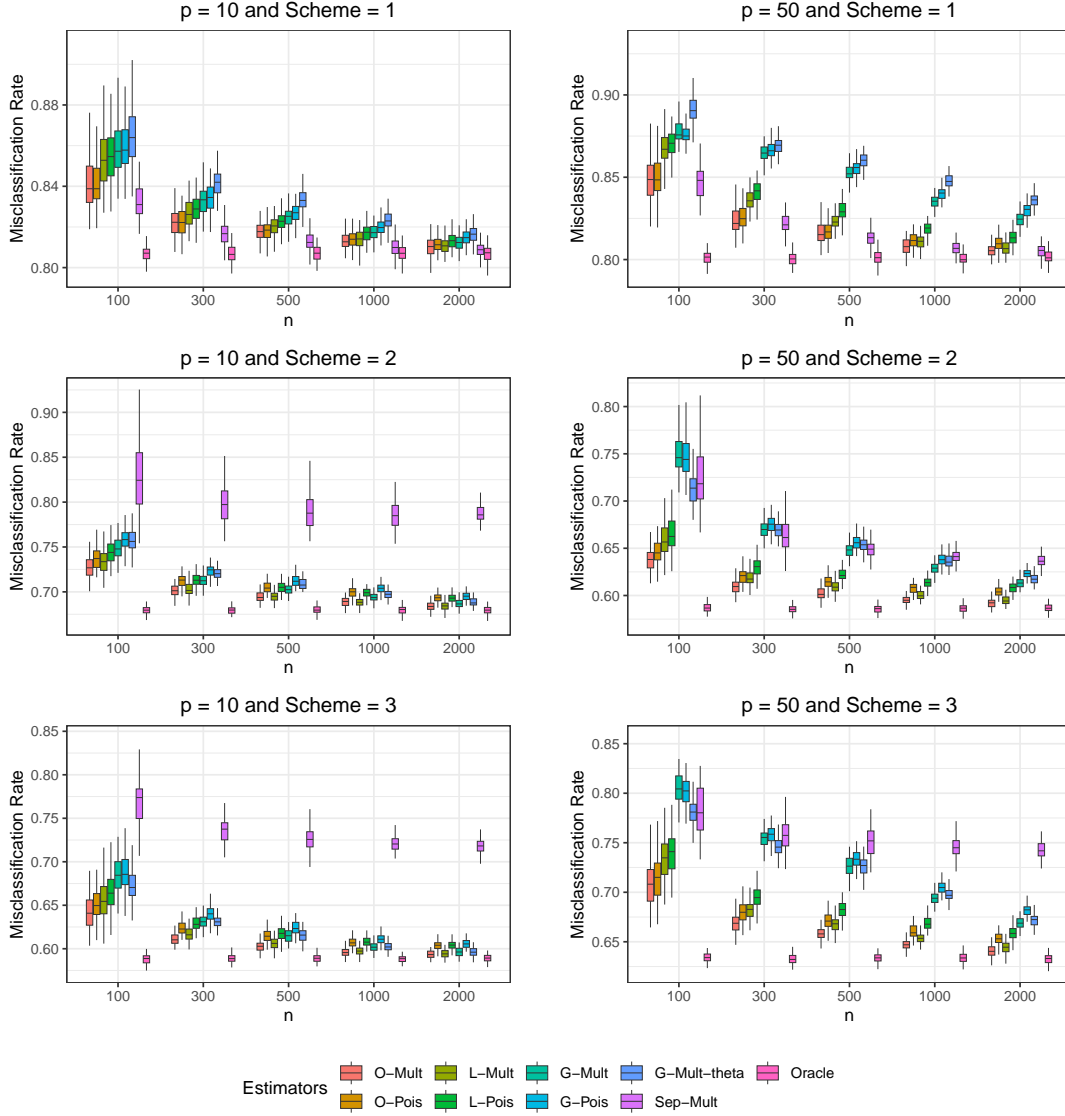 p = 10 and Scheme = 1
Misclassification Rate
0.88
0.84
0.80
100 300 500 1000 2000
n
p = 50 and Scheme = 1
Misclassification Rate
0.90
0.85
0.80
100 300 500 1000 2000
n
p = 10 and Scheme = 2
Misclassification Rate
0.90
0.85
0.80
0.75
0.70
100 300 500 1000 2000
n
p = 50 and Scheme = 2
Misclassification Rate
0.80
0.75
0.70
0.65
0.60
100 300 500 1000 2000
n
p = 10 and Scheme = 3
Misclassification Rate
0.85
0.80
0.75
0.70
0.65
0.60
100 300 500 1000 2000
n
p = 50 and Scheme = 3
Misclassification Rate
0.85
0.80
0.75
0.70
0.65
100 300 500 1000 2000
n
Estimators
O−Mult L−Mult G−Mult G−Mult−theta Oracle
O−Pois L−Pois G−Pois Sep−Mult